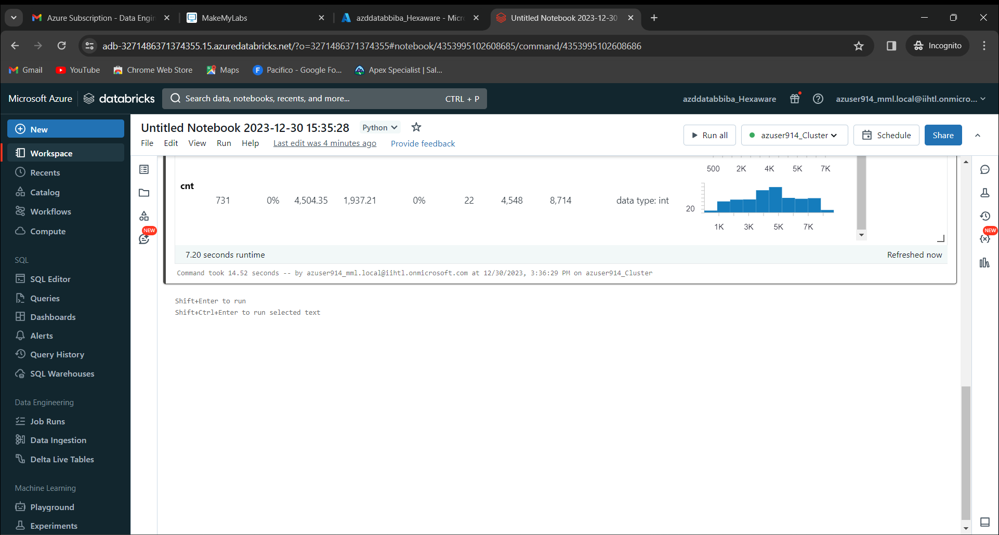 Azure Subscription - Data Engin
MakeMyLabs
azddatabbiba_Hexaware - Micr
Untitled Notebook 2023-12-30
adb-3271486371374355.15.azuredatabricks.net/?o=3271486371374355#notebook/4353995102608685/command/4353995102608686
Incognito
Gmail
YouTube
Chrome Web Store
Maps
Pacifico - Google Fo...
Apex Specialist | Sal...
Microsoft Azure
databricks
Search data, notebooks, recents, and more...
CTRL + P
azddatabbiba_Hexaware
azuser914_mml.local@iihtl.onmicro...
New
Workspace
Recents
Catalog
Workflows
Compute
SQL
SQL Editor
Queries
Dashboards
Alerts
Query History
SQL Warehouses
Data Engineering
Job Runs
Data Ingestion
Delta Live Tables
Machine Learning
Playground
Experiments
Untitled Notebook 2023-12-30 15:35:28
Python
File Edit View Run Help
Last edit was 4 minutes ago
Provide feedback
Run all
azuser914_Cluster
Schedule
Share
NEW
500 2K 4K 5K 7K
cnt
731 0% 4,504.35 1,937.21 0% 22 4,548 8,714 data type: int
20
1K 3K 5K 7K
7.20 seconds runtime
Refreshed now
Command took 14.52 seconds -- by azuser914_mml.local@iihtl.onmicrosoft.com at 12/30/2023, 3:36:29 PM on azuser914_Cluster
Shift+Enter to run
Shift+Ctrl+Enter to run selected text
NEW